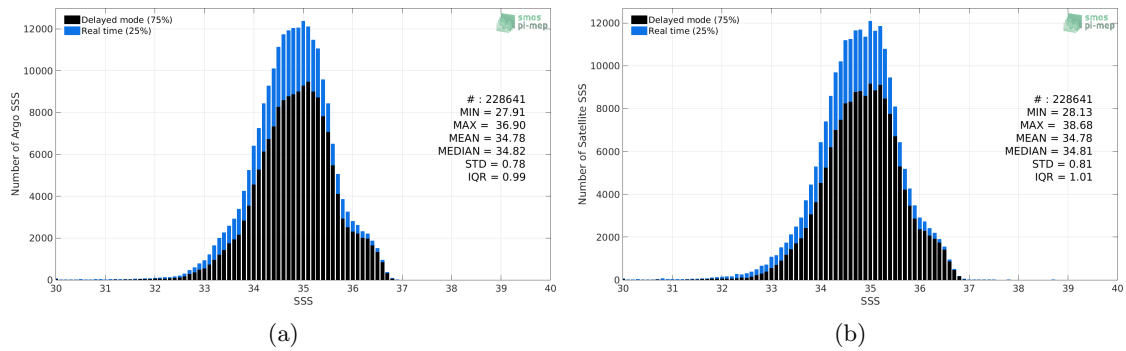 Delayed mode (75%)
Real time (25%)
smos
pi-mep
12000
10000
8000
6000
4000
2000
0
Number of Argo SSS
# : 228641
MIN = 27.91
MAX = 36.90
MEAN = 34.78
MEDIAN = 34.82
STD = 0.78
IQR = 0.99
30 31 32 33 34 35 36 37 38 39 40
SSS
(a)
Delayed mode (75%)
Real time (25%)
smos
pi-mep
12000
10000
8000
6000
4000
2000
0
Number of Satellite SSS
# : 228641
MIN = 28.13
MAX = 38.68
MEAN = 34.78
MEDIAN = 34.81
STD = 0.81
IQR = 1.01
30 31 32 33 34 35 36 37 38 39 40
SSS
(b)